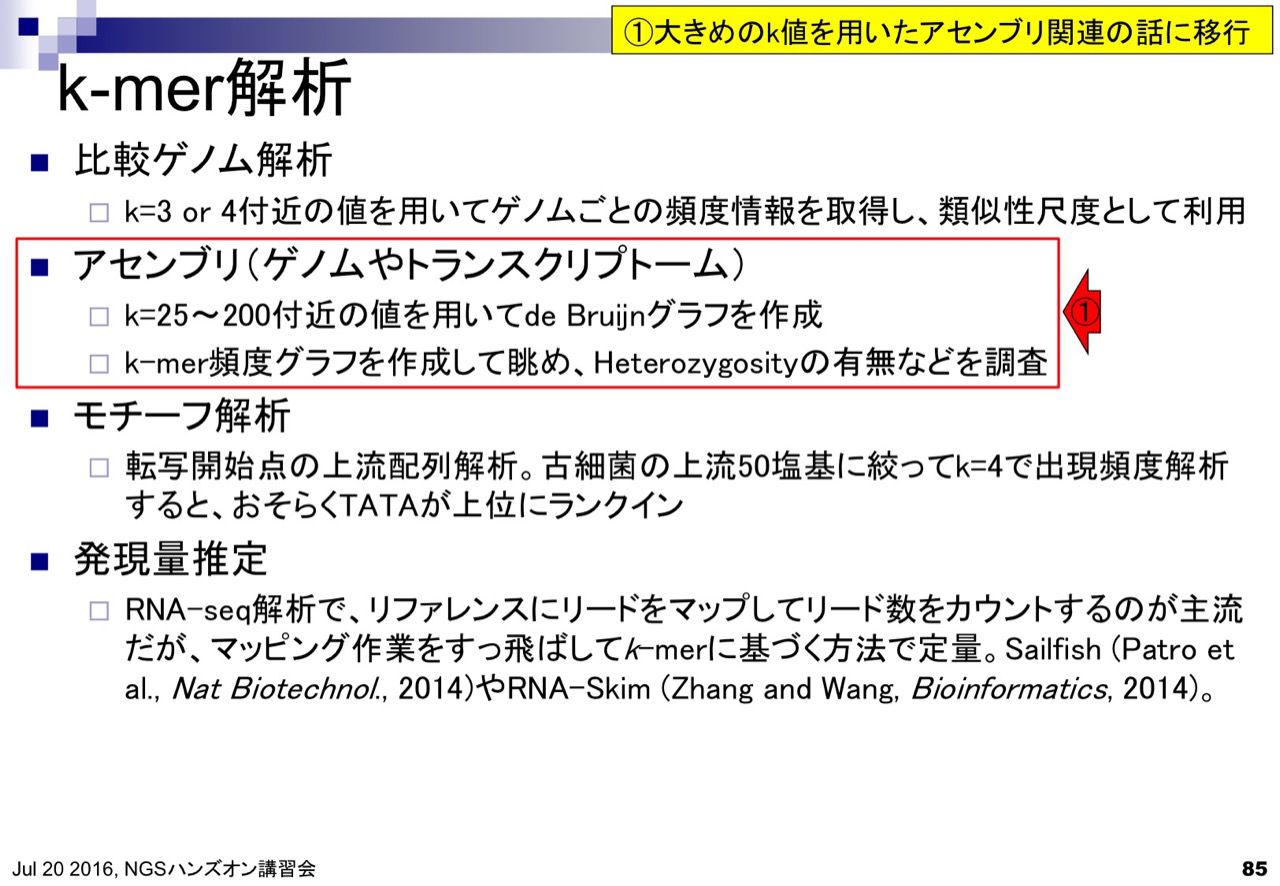 ①大きめのk値を用いたアセンブリ関連の話に移行
k-mer解析
比較ゲノム解析
k=3 or 4付近の値を用いてゲノムごとの頻度情報を取得し、類似性尺度として利用
アセンブリ(ゲノムやトランスクリプトーム)
k=25～200付近の値を用いてde Bruijnグラフを作成
①
k-mer頻度グラフを作成して眺め、Heterozygosityの有無などを調査
モチーフ解析
転写開始点の上流配列解析。古細菌の上流50塩基に絞ってk=4で出現頻度解析
すると、おそらくTATAが上位にランクイン
発現量推定
RNA-seq解析で、リファレンスにリードをマップしてリード数をカウントするのが主流
だが、マッピング作業をすっ飛ばしてk-merに基づく方法で定量。Sailfish (Patro et
al., Nat Biotechnol., 2014)やRNA-Skim (Zhang and Wang, Bioinformatics, 2014)。
Jul 20 2016, NGSハンズオン講習会
85